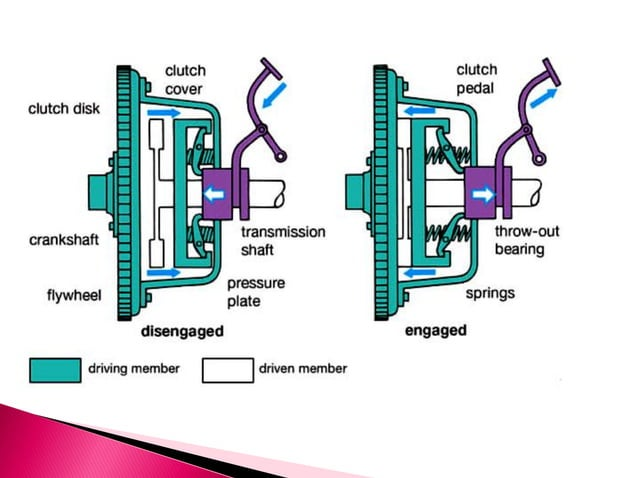 clutch
cover
clutch disk
crankshaft
flywheel
transmission
shaft
pressure
plate
disengaged
clutch
pedal
throw-out
bearing
springs
engaged
driving member
driven member